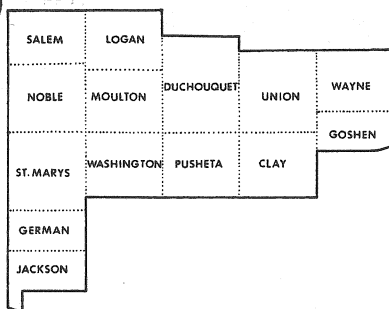 SALEM
LOGAN
DUCHOUQUET
UNION
WAYNE
NOBLE
MOULTON
GOSHEN
ST. MARYS
WASHINGTON
PUSHETA
CLAY
GERMAN
JACKSON